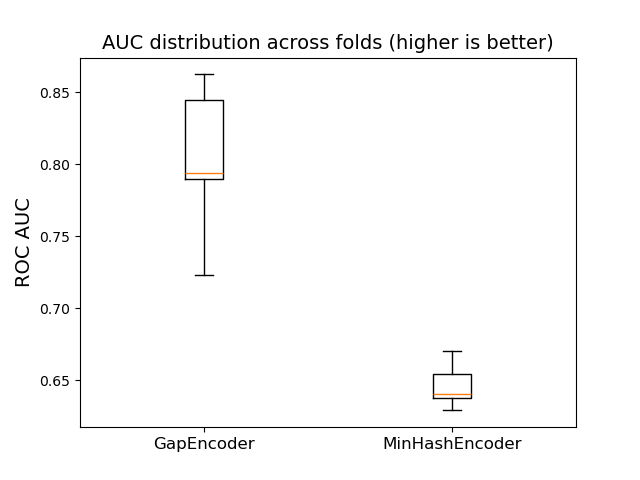 AUC distribution across folds (higher is better)
ROC AUC
0.85
0.80
0.75
0.70
0.65
GapEncoder
MinHashEncoder